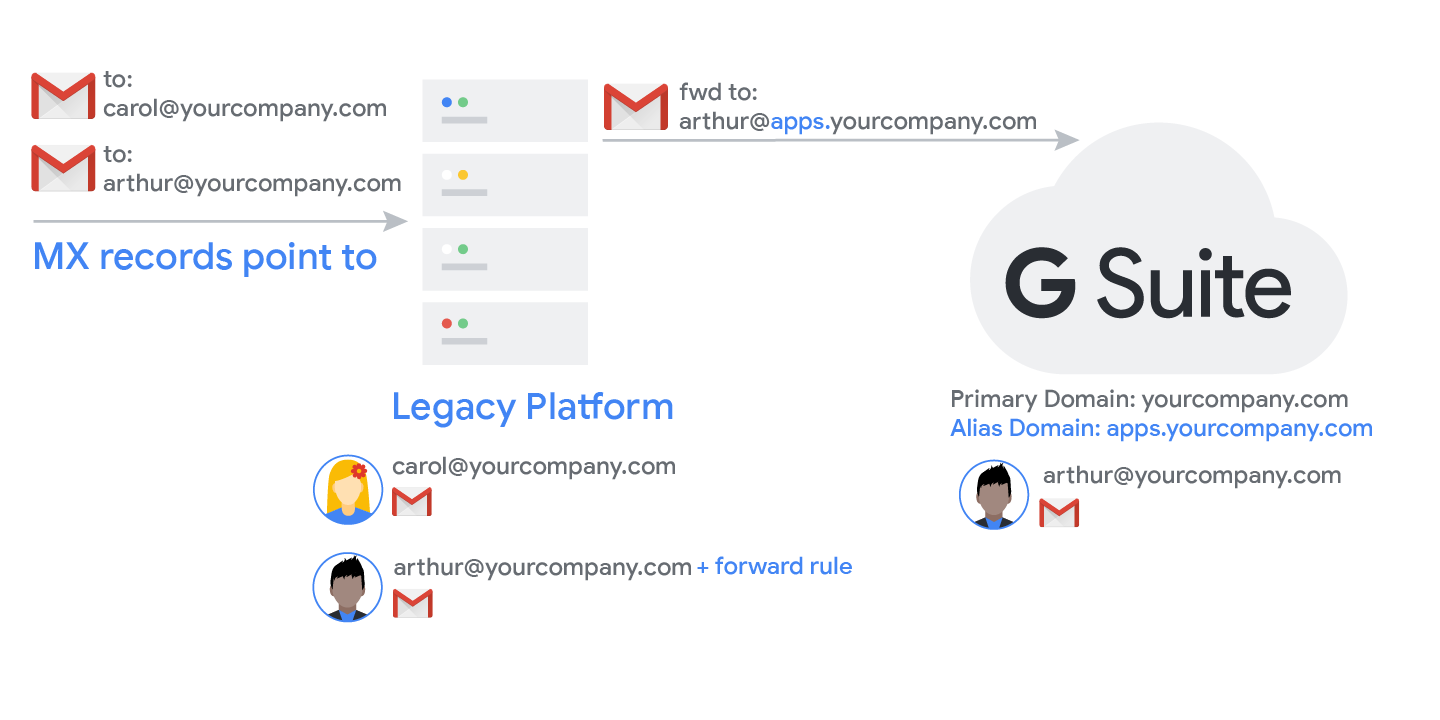 to:
carol@yourcompany.com
to:
arthur@yourcompany.com
MX records point to
fwd to:
arthur@apps.yourcompany.com
Legacy Platform
carol@yourcompany.com
arthur@yourcompany.com + forward rule
G Suite
Primary Domain: yourcompany.com
Alias Domain: apps.yourcompany.com
arthur@yourcompany.com